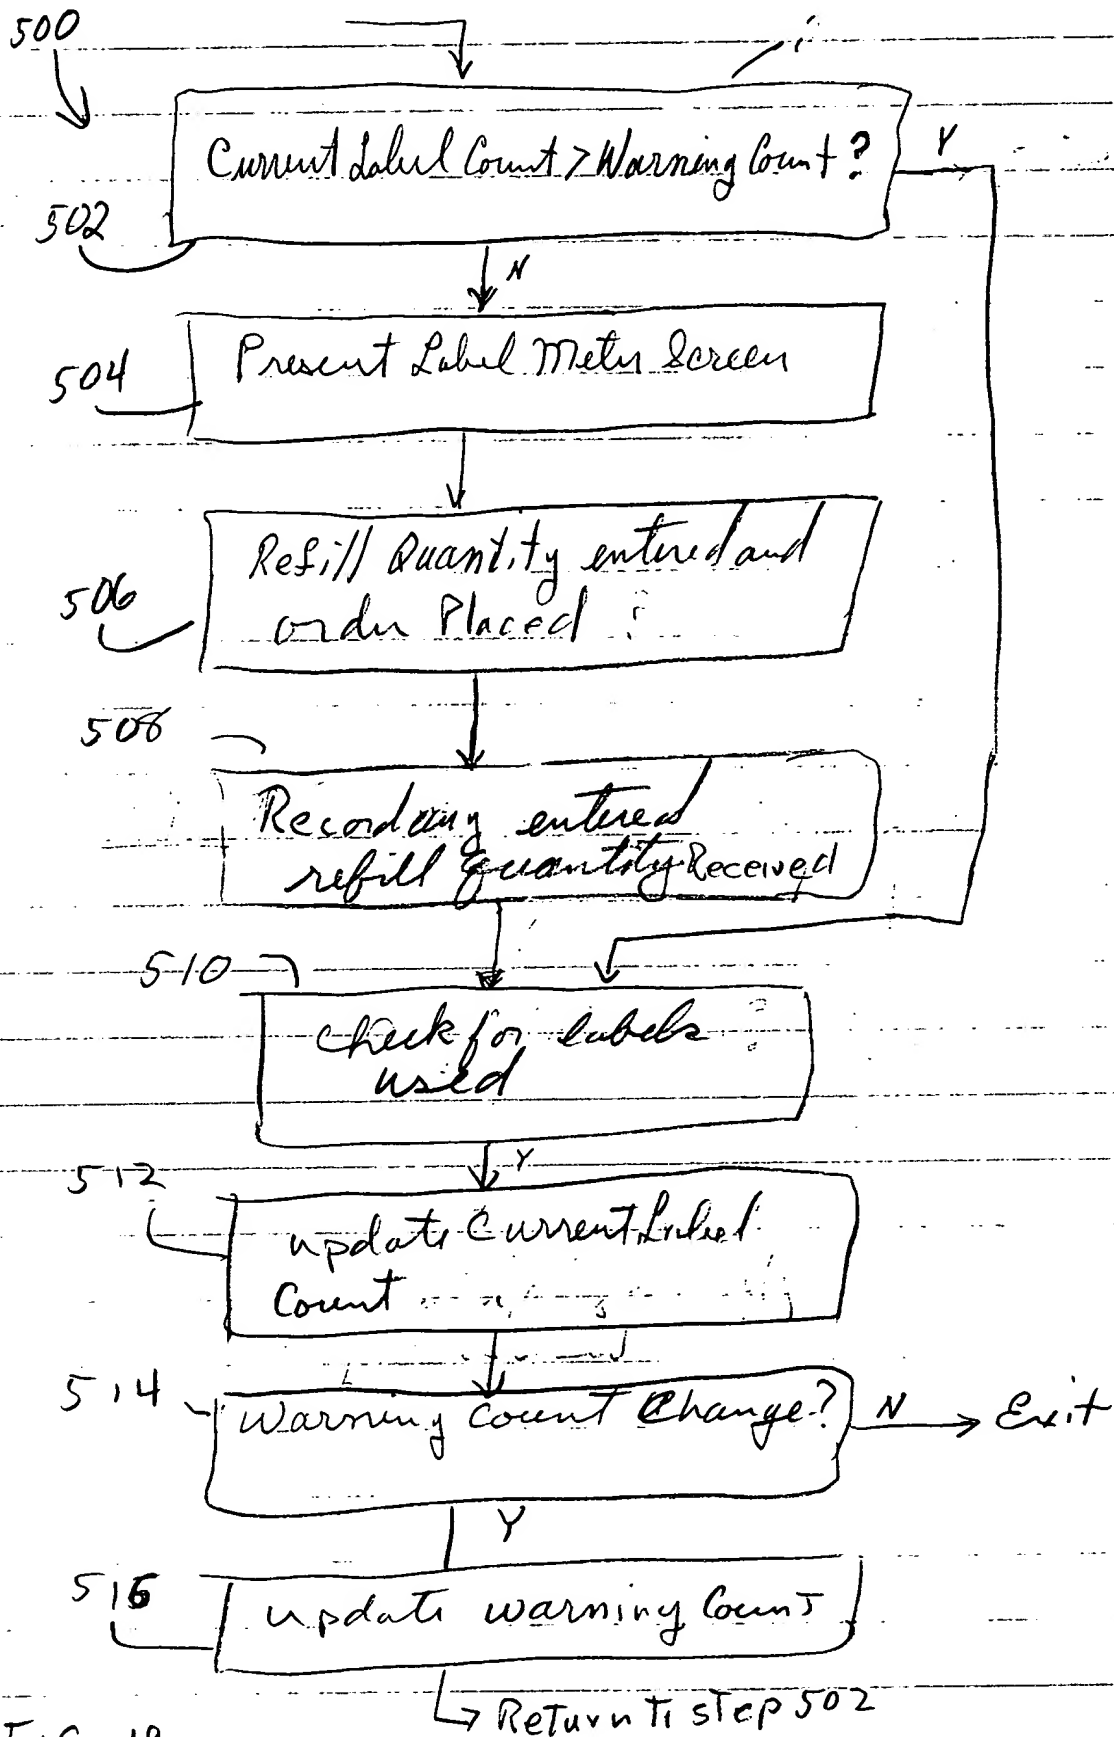 500
Current Label Count > Warning Count ?
Y
502
N
504
Present Label Meter Screen
506
Refill Quantity entered and
order Placed
508
Record any entered
refill quantity Received
510
check for labels
used
Y
512
update Current Label
Count
514
Warning Count Change?
N
Exit
Y
516
update warning Count
Return to step 502